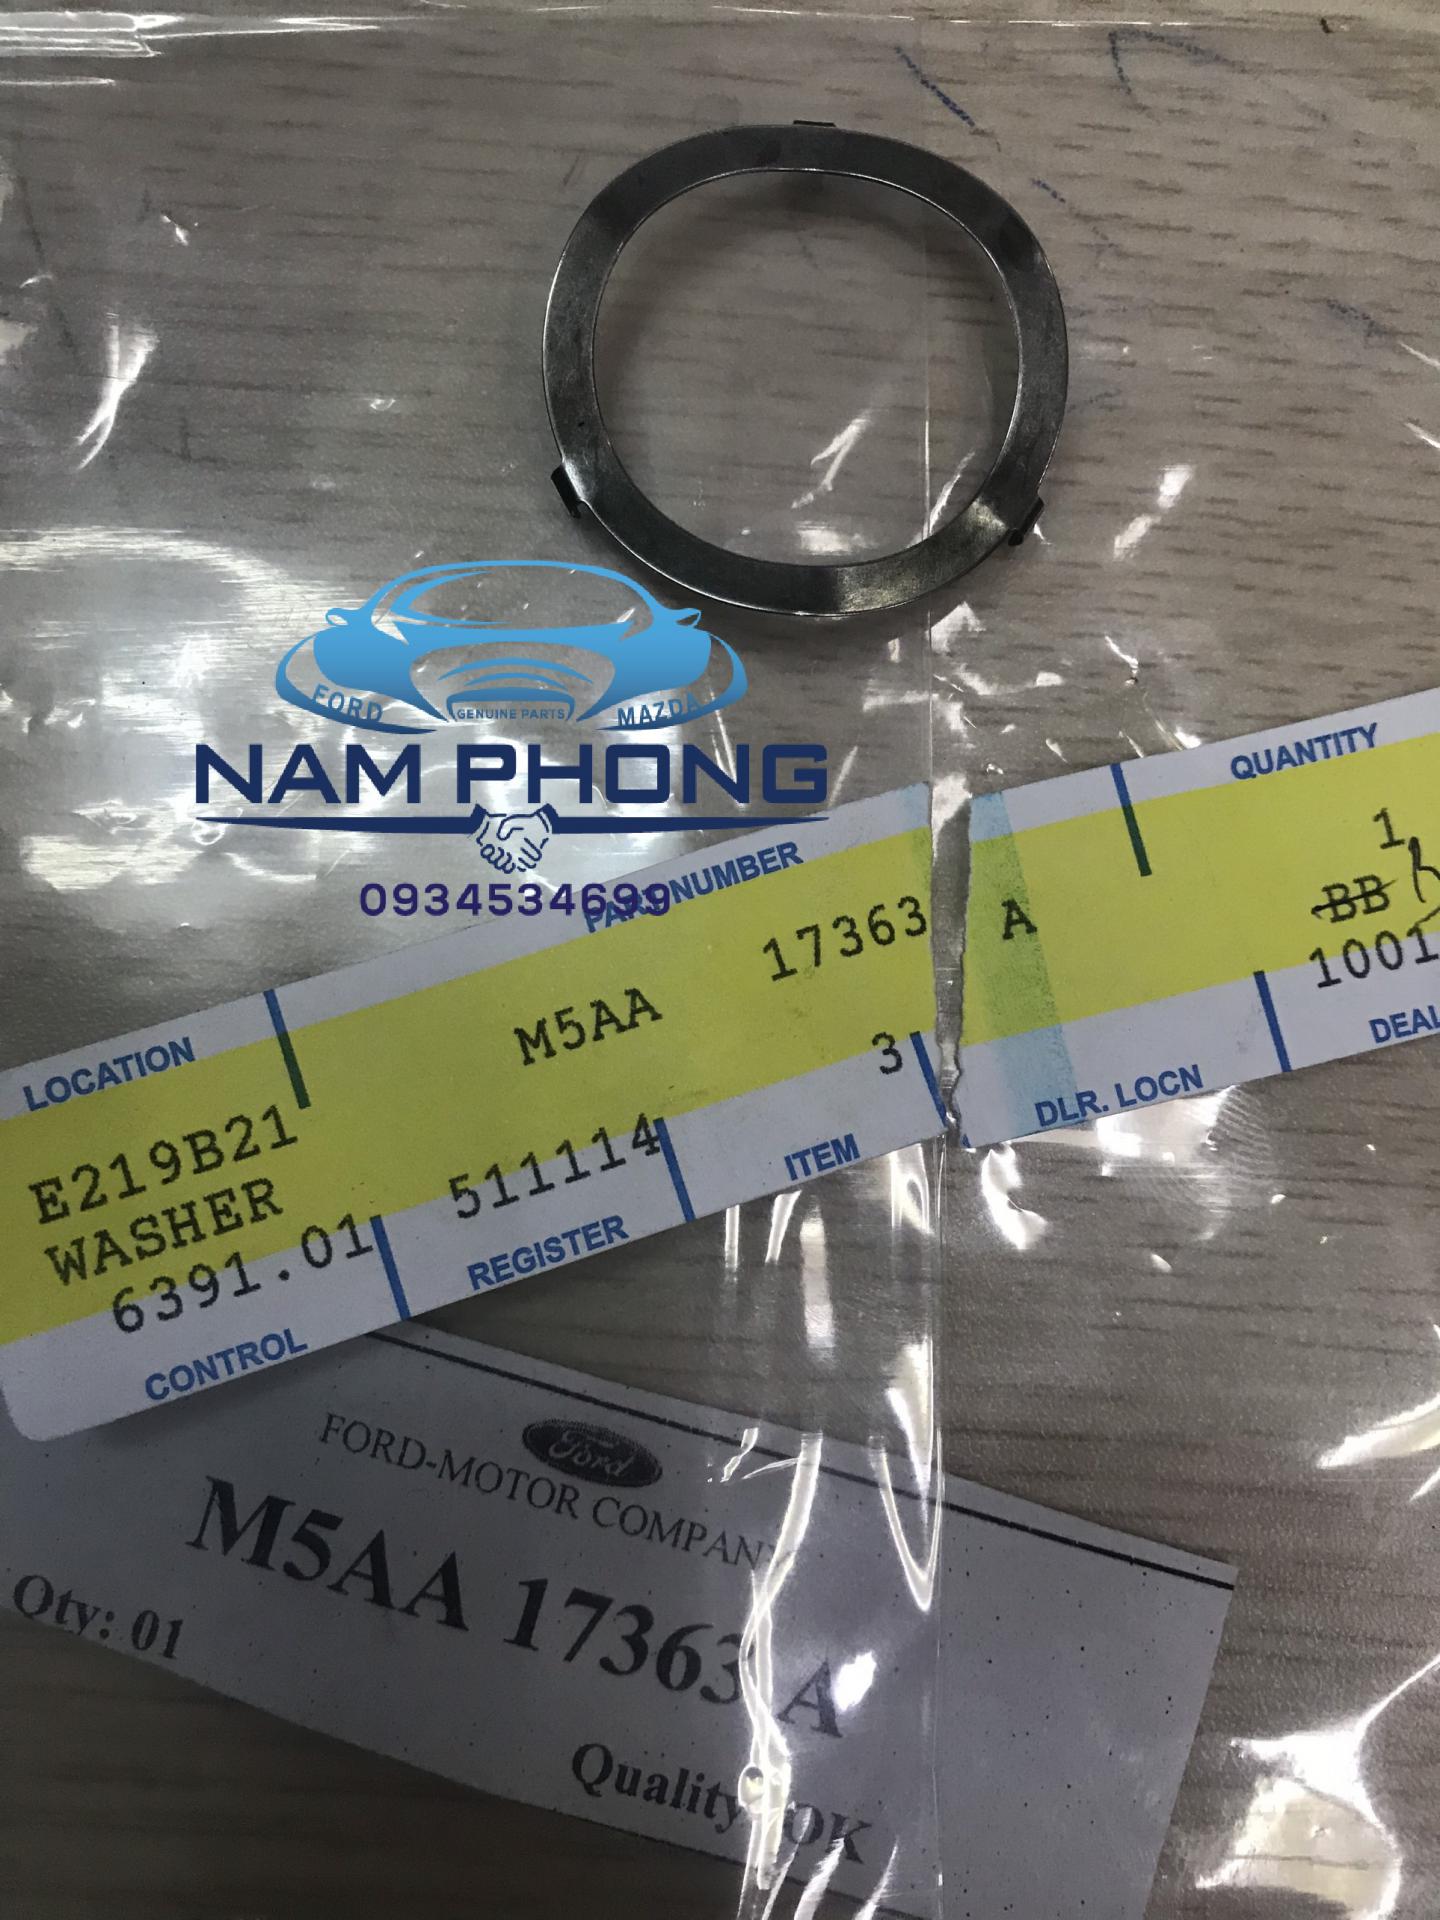 FORD GENUINE PARTS MAZDA
NAM PHONG
0934534699
PART NUMBER
QUANTITY
M5AA 17363 A
1
BB
1001
LOCATION
E219B21
WASHER
6391.01
511114
3
CONTROL
REGISTER
ITEM
DLR. LOCN
FORD-MOTOR COMPANY
Ford
M5AA 17363 A
Qty: 01
Quality: OK